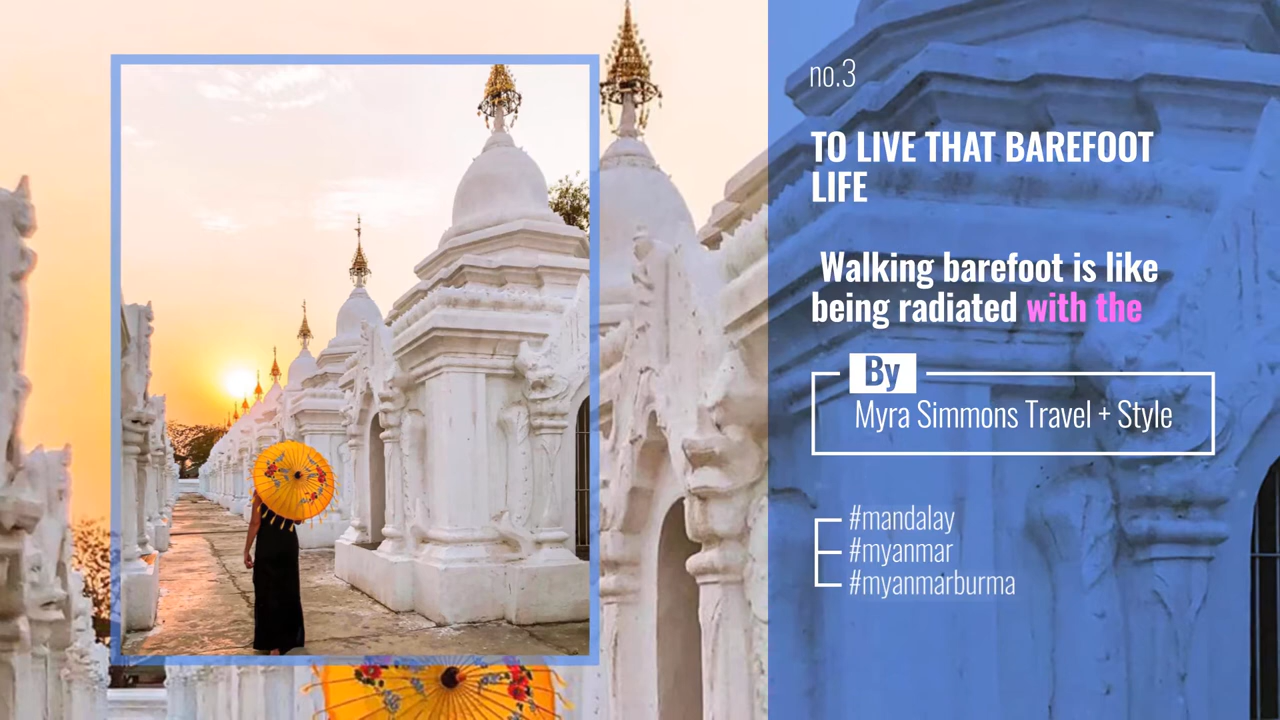 no.3
TO LIVE THAT BAREFOOT
LIFE
Walking barefoot is like
being radiated with the
By
Myra Simmons Travel + Style
#mandalay
#myanmar
#myanmarburma